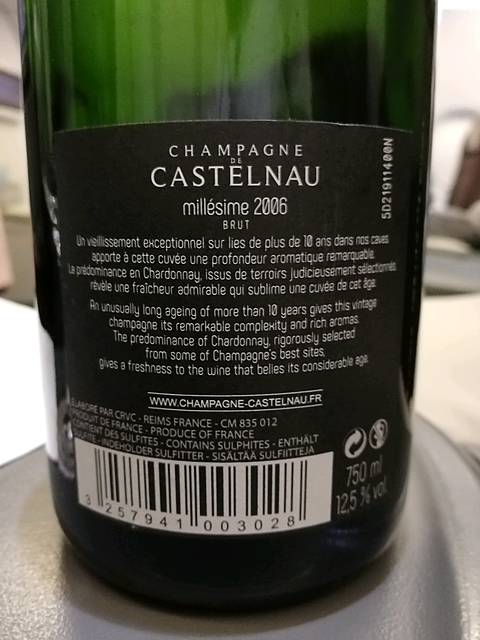 CHAMPAGNE
DE
CASTELNAU
millésime 2006
BRUT
5D21911400N
Un vieillissement exceptionnel sur lies de plus de 10 ans dans nos caves
apporte à cette cuvée une profondeur aromatique remarquable.
La prédominance en Chardonnay, issus de terroirs judicieusement sélectionnés
révèle une fraîcheur admirable qui sublime une cuvée de cet âge.
An unusually long ageing of more than 10 years gives this vintage
champagne its remarkable complexity and rich aromas.
The predominance of Chardonnay, rigorously selected
from some of Champagne's best sites,
gives a freshness to the wine that belies its considerable age.
WWW.CHAMPAGNE-CASTELNAU.FR
ELABORE PAR CRVC - REIMS FRANCE - CM 835 012
PRODUIT DE FRANCE - PRODUCE OF FRANCE
CONTIENT DES SULFITES - CONTAINS SULPHITES - ENTHÄLT
SULFITE - INDEHOLDER SULFITTER - SISÄLTÄÄ SULFIITTEJA
750 ml
12,5 % vol.
3 257941 003028